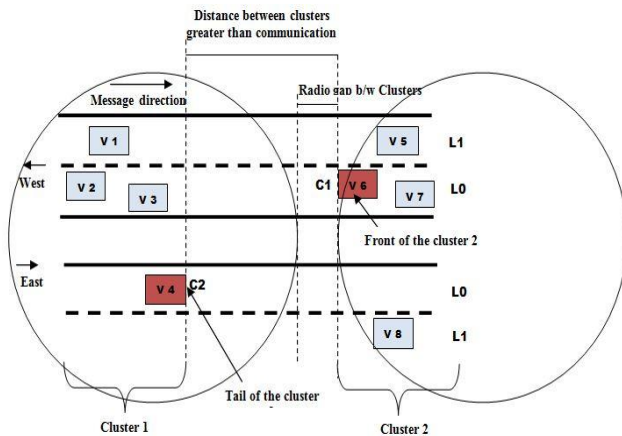 Distance between clusters
greater than communication
Radio gap b/w Clusters
Message direction
V 1
V 5
L1
West
V 2
V 3
C1
V 6
V 7
L0
Front of the cluster 2
East
V 4
C2
L0
V 8
L1
Tail of the cluster
Cluster 1
Cluster 2